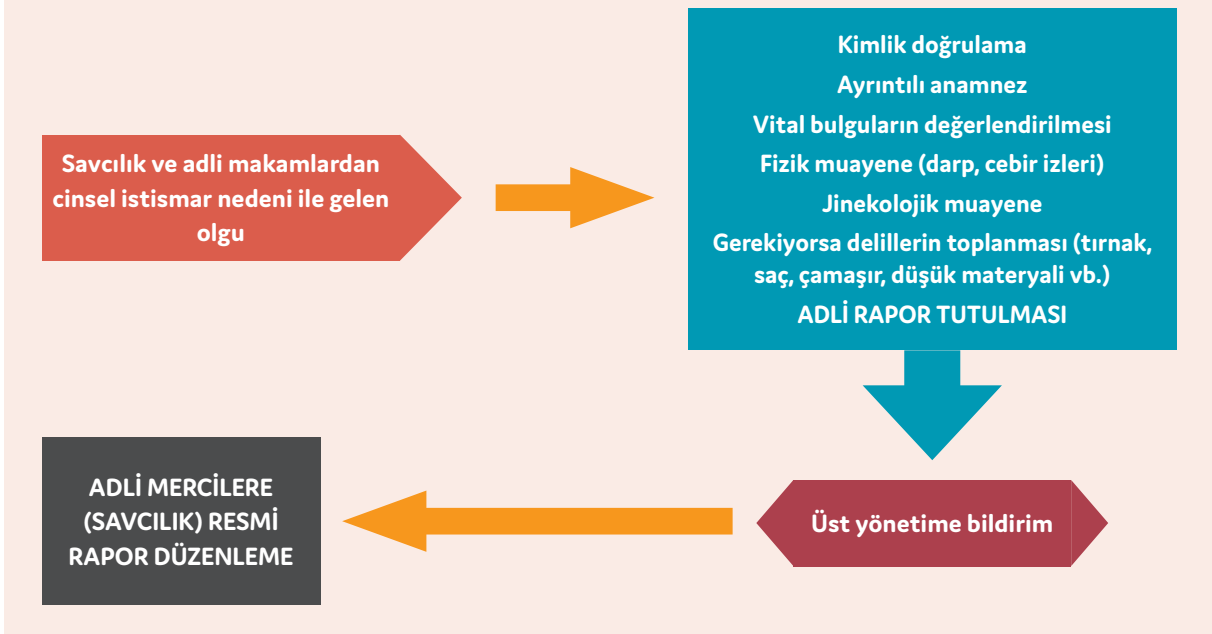 Savcılık ve adli makamlardan
cinsel istismar nedeni ile gelen
olgu
Kimlik doğrulama
Ayrıntılı anamnez
Vital bulguların değerlendirilmesi
Fizik muayene (darp, cebir izleri)
Jinekolojik muayene
Gerekiyorsa delillerin toplanması (tırnak,
saç, çamaşır, düşük materyali vb.)
ADLİ RAPOR TUTULMASI
Üst yönetime bildirim
ADLİ MERCİLERE
(SAVCILIK) RESMİ
RAPOR DÜZENLEME